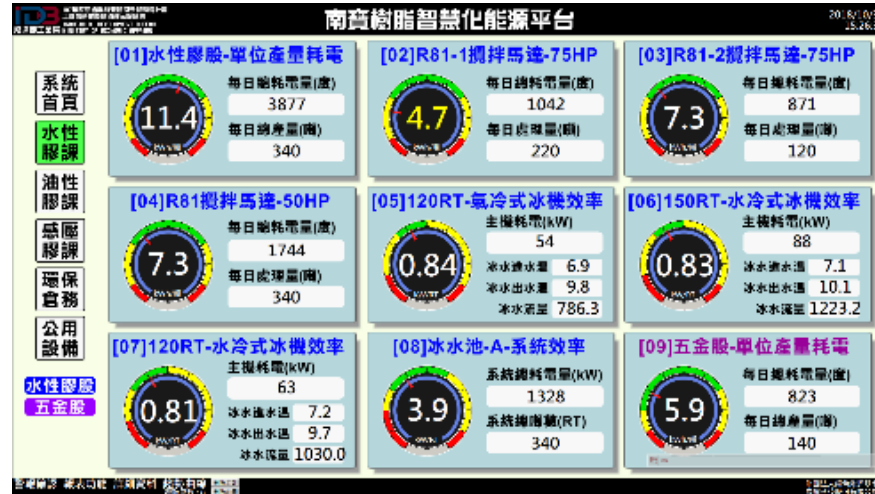 IDB
南寶樹脂智慧化能源平台
系統
首頁
水性
膠課
油性
膠課
感壓
膠課
環保
倉務
公用
設備
水性膠股
五金股
[01]水性膠股-單位產量耗電
11.4
每日總耗電量(度)
3877
每日總產量(噸)
340
[02]R81-1攪拌馬達-75HP
4.7
每日總耗電量(度)
1042
每日處理量(噸)
220
[03]R81-2攪拌馬達-75HP
7.3
每日總耗電量(度)
871
每日處理量(噸)
120
[04]R81攪拌馬達-50HP
7.3
每日總耗電量(度)
1744
每日處理量(噸)
340
[05]120RT-氣冷式冰機效率
0.84
主機耗電(kW)
54
冰水進水溫 6.9
冰水出水溫 9.8
冰水流量 786.3
[06]150RT-水冷式冰機效率
0.83
主機耗電(kW)
88
冰水進水溫 7.1
冰水出水溫 10.1
冰水流量 1223.2
[07]120RT-水冷式冰機效率
0.81
主機耗電(kW)
63
冰水進水溫 7.2
冰水出水溫 9.7
冰水流量 1030.0
[08]冰水池-A-系統效率
3.9
系統總耗電量(kW)
1328
系統總噸數(RT)
340
[09]五金股-單位產量耗電
5.9
每日總耗電量(度)
823
每日總產量(噸)
140